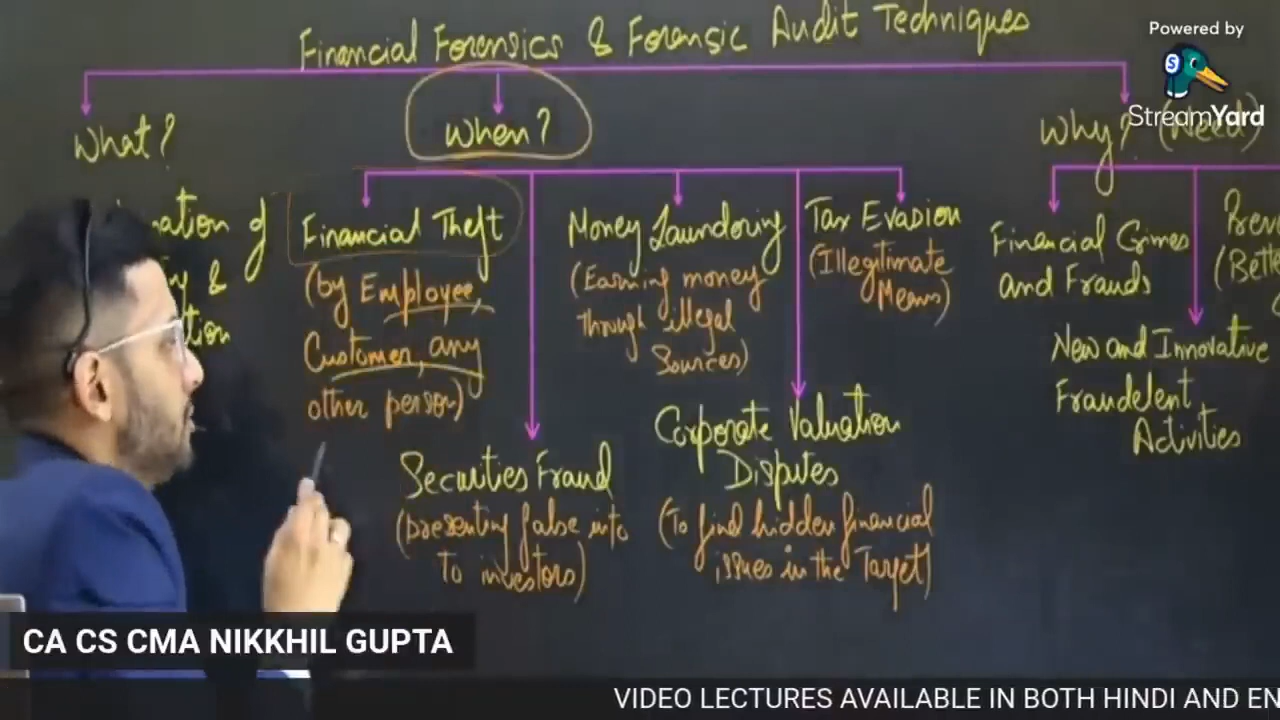 Financial Forensics & Forensic Audit Techniques
Powered by
StreamYard
What?
When?
Why? (Need)
Financial Theft
(by Employee,
Customer, any
other person)
Securities Fraud
(presenting false info
to investors)
Money Laundering
(Earning money
through illegal
Sources)
Corporate Valuation
Disputes
(To find hidden financial
issues in the Target)
Tax Evasion
(Illegitimate
Means)
Financial Crimes
and Frauds
New and Innovative
Fraudelent
Activities
CA CS CMA NIKKHIL GUPTA
VIDEO LECTURES AVAILABLE IN BOTH HINDI AND EN